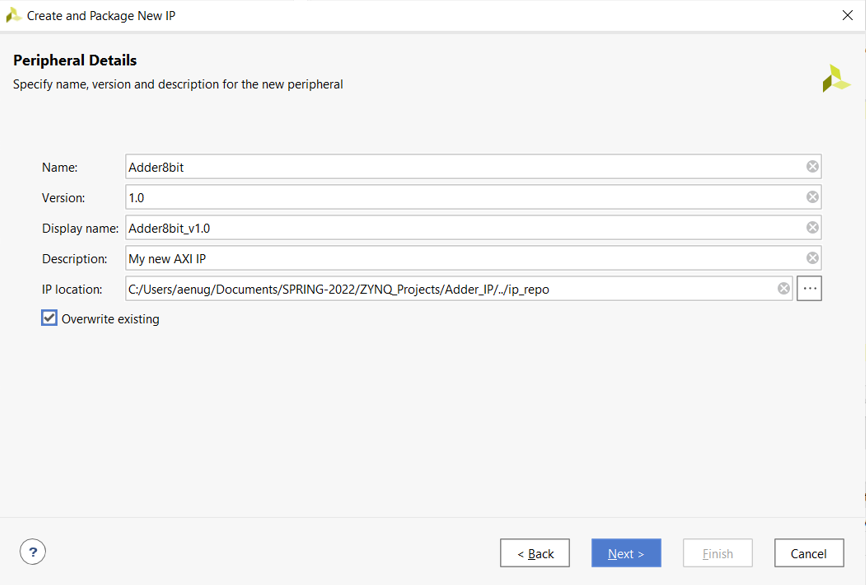 Create and Package New IP
Peripheral Details
Specify name, version and description for the new peripheral
Name: Adder8bit
Version: 1.0
Display name: Adder8bit_v1.0
Description: My new AXI IP
IP location: C:/Users/aenug/Documents/SPRING-2022/ZYNQ_Projects/Adder_IP/../ip_repo ...
Overwrite existing
? < Back Next > Finish Cancel